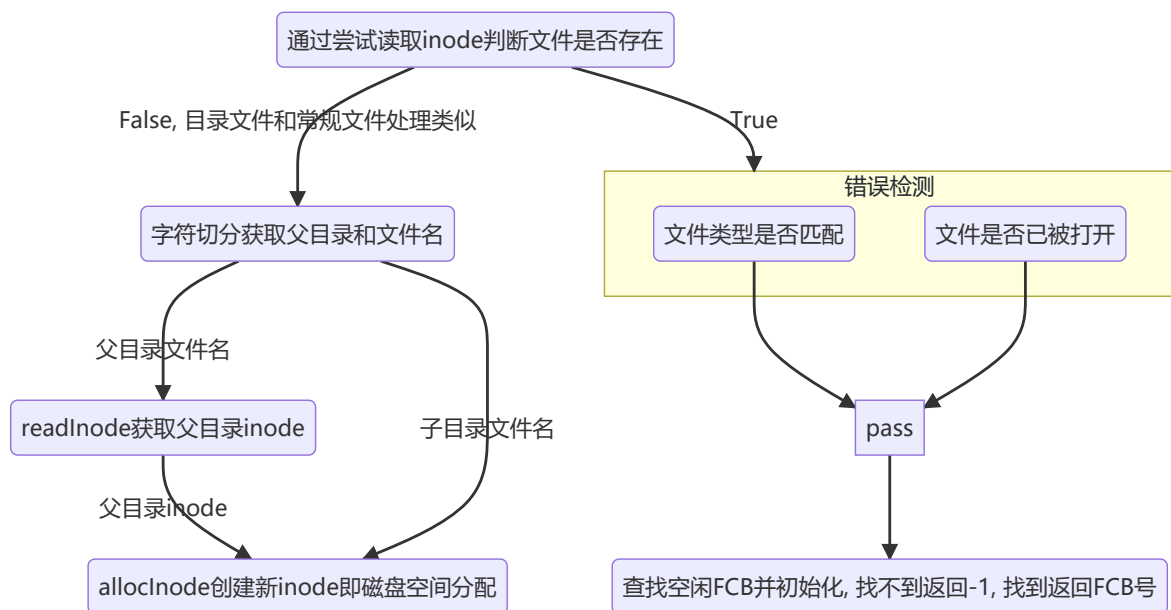 通过尝试读取inode判断文件是否存在
False, 目录文件和常规文件处理类似
True
错误检测
字符切分获取父目录和文件名
文件类型是否匹配
文件是否已被打开
父目录文件名
readInode获取父目录inode
子目录文件名
pass
父目录inode
allocInode创建新inode即磁盘空间分配
查找空闲FCB并初始化, 找不到返回-1, 找到返回FCB号